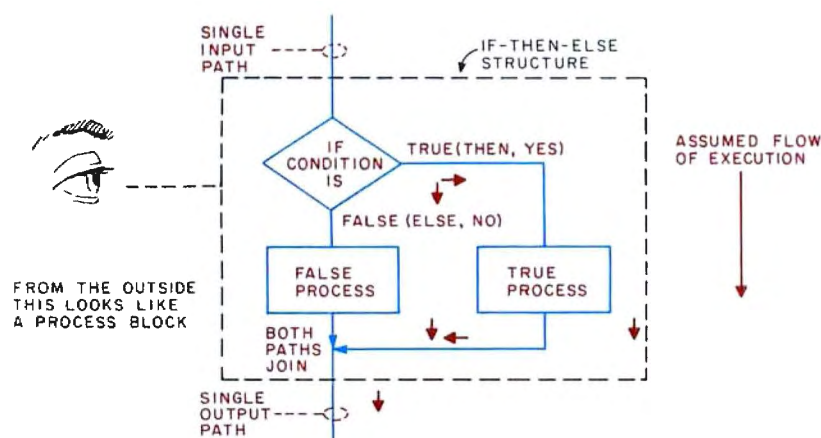 SINGLE
INPUT
PATH
IF-THEN-ELSE
STRUCTURE
IF
CONDITION
IS
TRUE(THEN, YES)
ASSUMED FLOW
OF EXECUTION
FALSE (ELSE, NO)
FALSE
PROCESS
TRUE
PROCESS
FROM THE OUTSIDE
THIS LOOKS LIKE
A PROCESS BLOCK
BOTH
PATHS
JOIN
SINGLE
OUTPUT
PATH